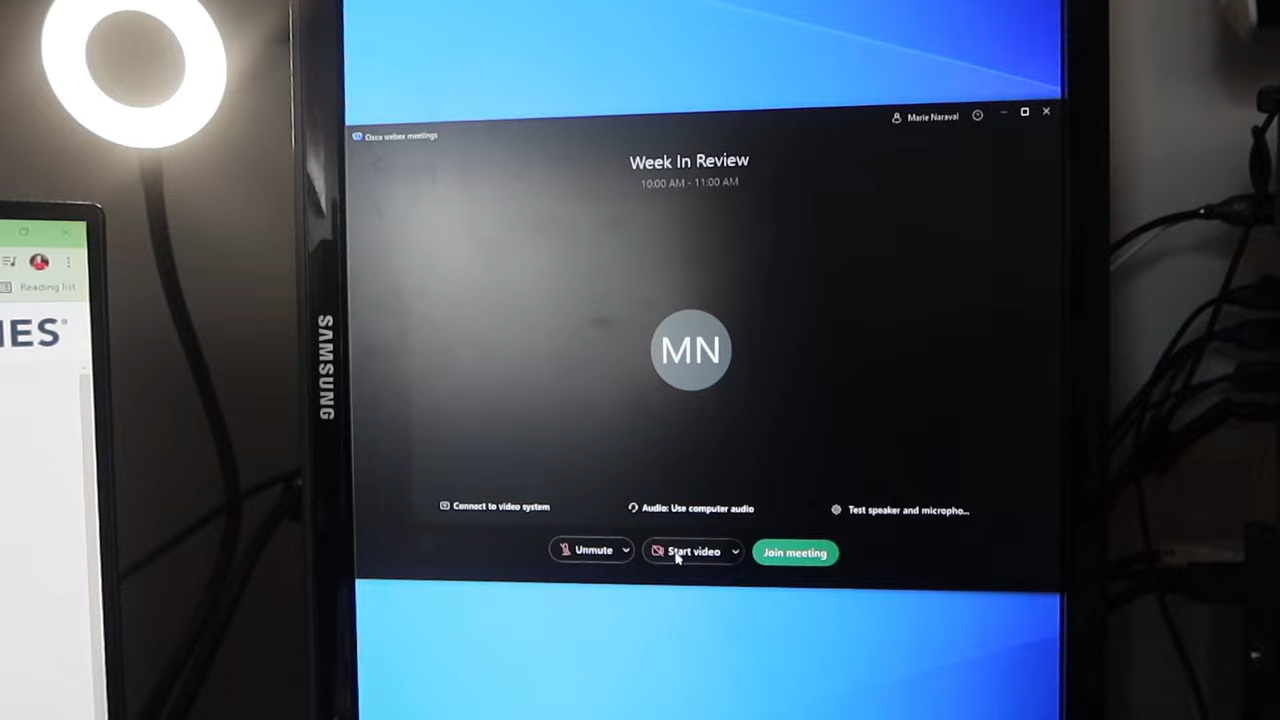 Cisco webex meetings
Marie Naraval
Week In Review
10:00 AM - 11:00 AM
Reading list
IES®
SAMSUNG
MN
Connect to video system
Audio: Use computer audio
Test speaker and micropho...
Unmute
Start video
Join meeting